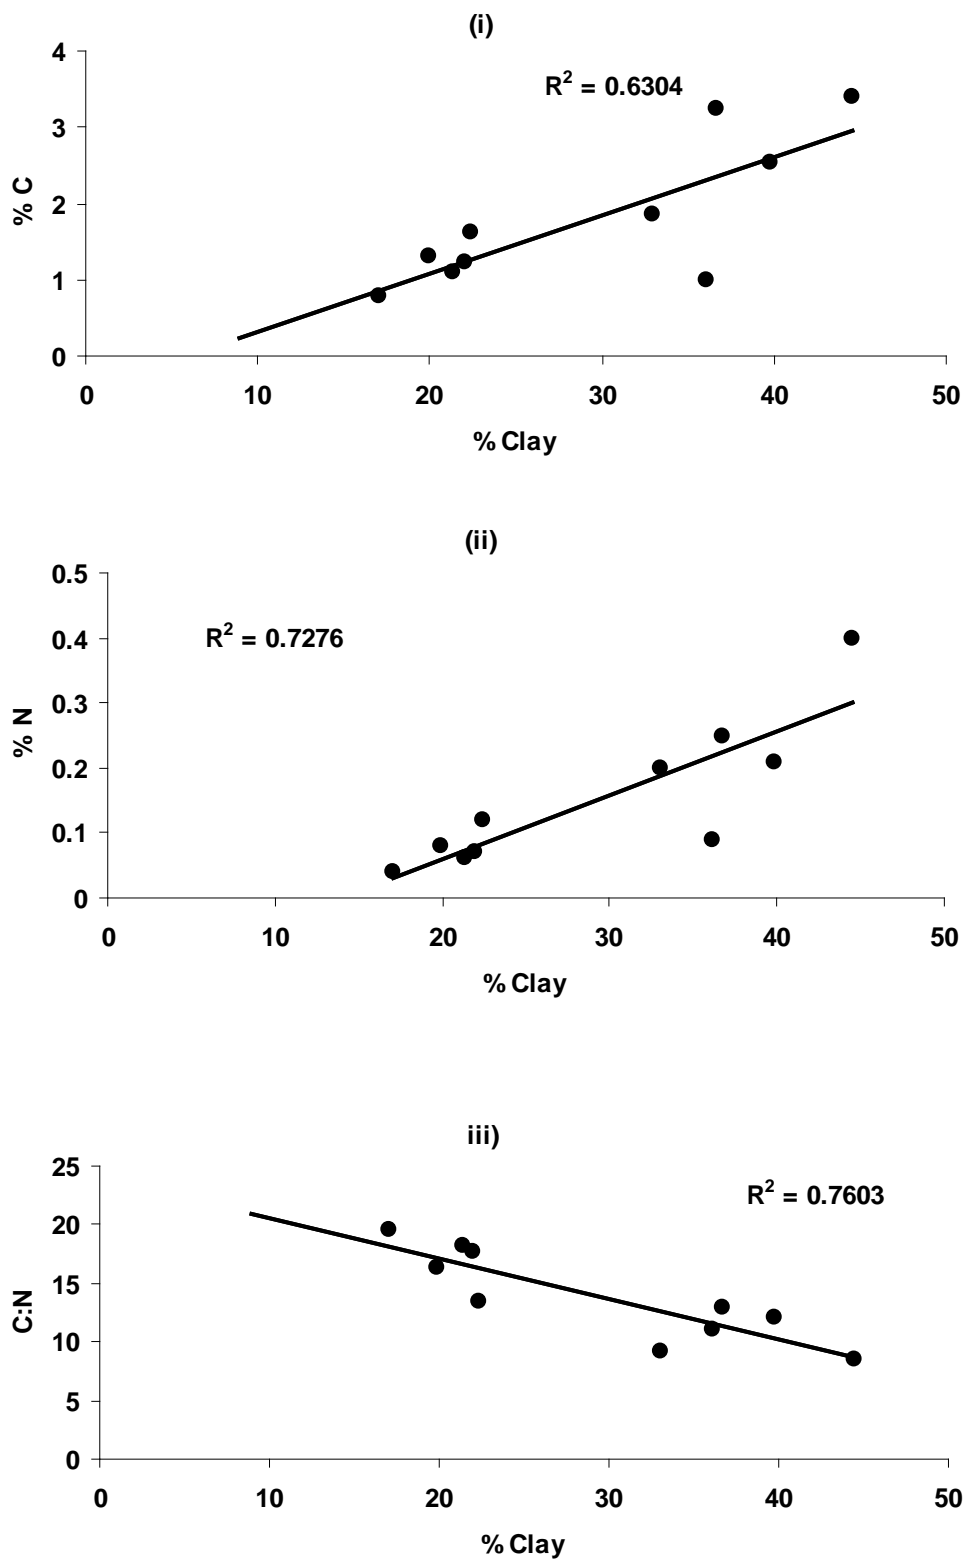 (i)
4
R² = 0.6304
3
% C
2
1
0
0 10 20 30 40 50
% Clay
(ii)
0.5
R² = 0.7276
0.4
0.3
% N
0.2
0.1
0
0 10 20 30 40 50
% Clay
iii)
25
R² = 0.7603
20
15
C:N
10
5
0
0 10 20 30 40 50
% Clay